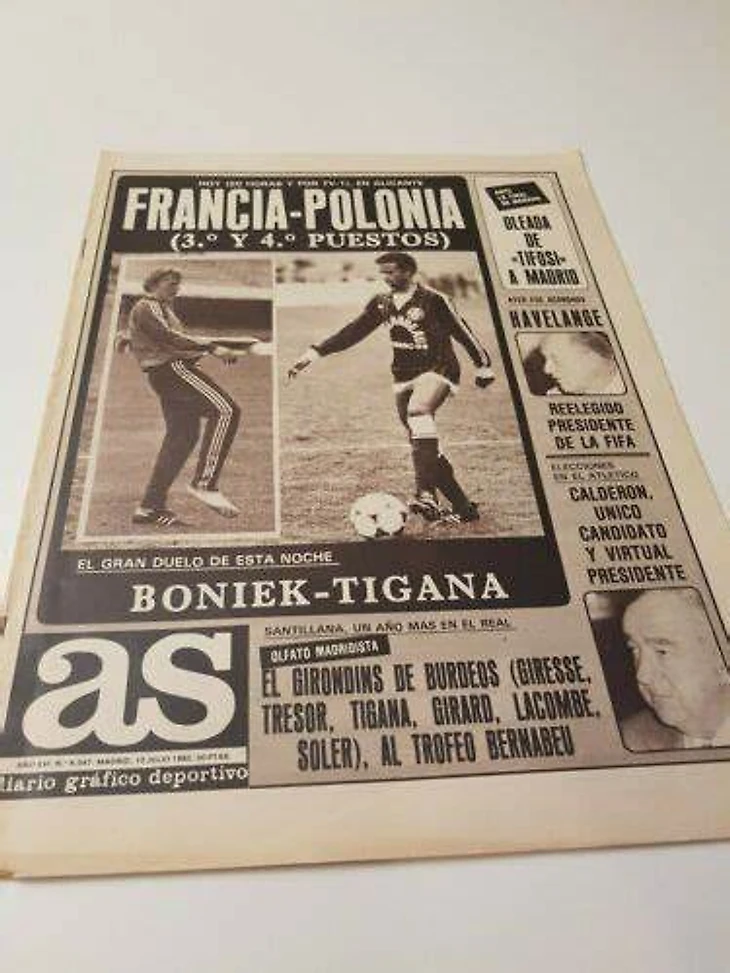 HOY (20 HORAS Y POR TV-1), EN ALICANTE
FRANCIA-POLONIA
(3.º Y 4.º PUESTOS)
EL GRAN DUELO DE ESTA NOCHE
BONIEK-TIGANA
OLEADA
DE
«TIFOSI»
A MADRID
HAVELANGE
REELEGIDO
PRESIDENTE
DE LA FIFA
ELECCIONES
EN EL ATLETICO
CALDERON,
UNICO
CANDIDATO
Y VIRTUAL
PRESIDENTE
as
diario gráfico deportivo
SANTILLANA, UN AÑO MAS EN EL REAL
OLFATO MADRIDISTA
EL GIRONDINS DE BURDEOS (GIRESSE,
TRESOR, TIGANA, GIRARD, LACOMBE,
SOLER), AL TROFEO BERNABEU